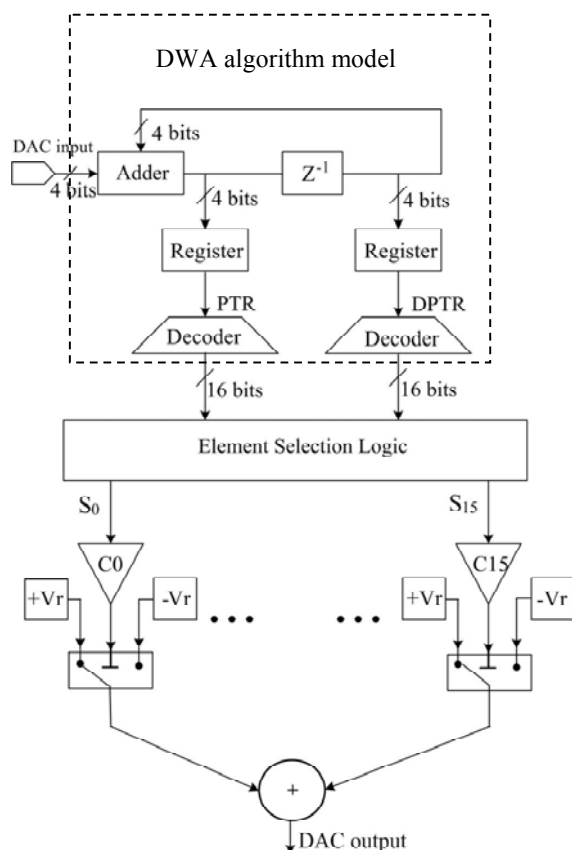 DWA algorithm model
DAC input
4 bits
4 bits
Adder
Z⁻¹
4 bits
4 bits
Register
Register
PTR
DPTR
Decoder
Decoder
16 bits
16 bits
Element Selection Logic
S₀
S₁₅
C0
C15
+Vr
-Vr
+Vr
-Vr
+
DAC output